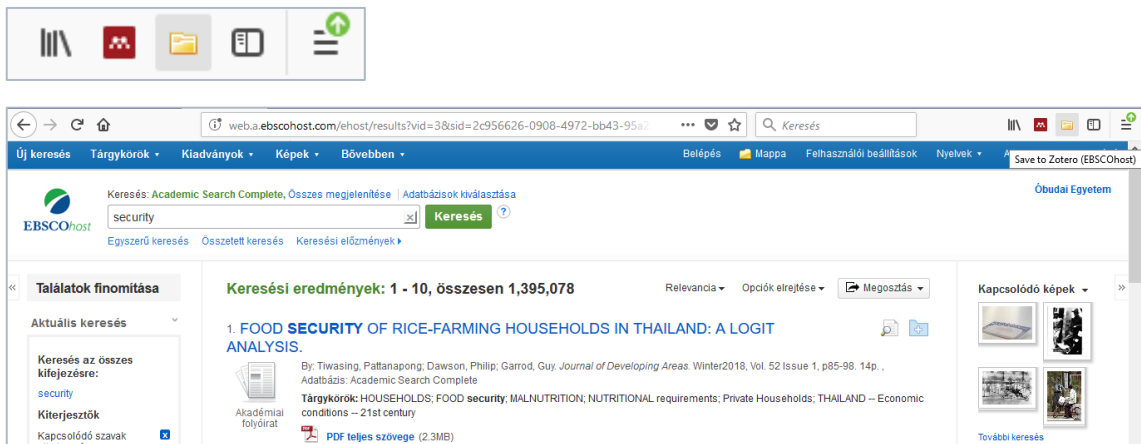 web.a.ebscohost.com/ehost/results?vid=3&sid=2c956626-0908-4972-bb43-95a2
Keresés
Új keresés Tárgykörök Kiadványok Képek Bővebben Belépés Mappa Felhasználói beállítások Nyelvek
Save to Zotero (EBSCOhost)
Keresés: Academic Search Complete, Összes megjelenítése | Adatbázisok kiválasztása
Óbudai Egyetem
EBSCOhost
security x Keresés ?
Egyszerű keresés Összetett keresés Keresési előzmények
« Találatok finomítása
Keresési eredmények: 1 - 10, összesen 1,395,078
Relevancia Opciók elrejtése Megosztás
Kapcsolódó képek »
Aktuális keresés
1. FOOD SECURITY OF RICE-FARMING HOUSEHOLDS IN THAILAND: A LOGIT
ANALYSIS.
Keresés az összes
kifejezésre:
security
Kiterjesztők
Kapcsolódó szavak x
By: Tiwasing, Pattanapong; Dawson, Philip; Garrod, Guy. Journal of Developing Areas. Winter2018, Vol. 52 Issue 1, p85-98. 14p. ,
Adatbázis: Academic Search Complete
Akadémiai
folyóirat
Tárgykörök: HOUSEHOLDS; FOOD security; MALNUTRITION; NUTRITIONAL requirements; Private Households; THAILAND -- Economic
conditions -- 21st century
PDF teljes szövege (2.3MB)
További keresés